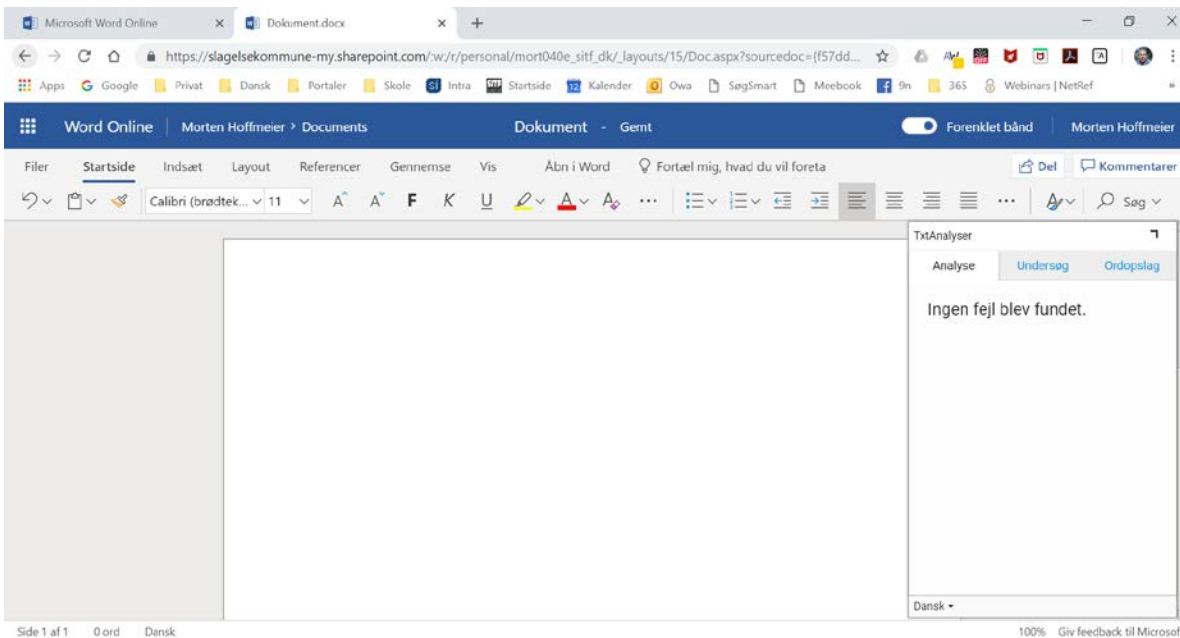 Microsoft Word Online
Dokument.docx
https://slagelsekommune-my.sharepoint.com/:w:/r/personal/mort040e_sitf_dk/_layouts/15/Doc.aspx?sourcedoc={f57dd...
Apps Google Privat Dansk Portaler Skole Intra Startside Kalender Owa SøgSmart Meebook 9n 365 Webinars | NetRef »
Word Online Morten Hoffmeier > Documents Dokument - Gemt Forenklet bånd Morten Hoffmeier
Filer Startside Indsæt Layout Referencer Gennemse Vis Åbn i Word Fortæl mig, hvad du vil foreta Del Kommentarer
Calibri (brødtek... 11 A A F K U A A ... ... Søg
TxtAnalyser
Analyse Undersøg Ordopslag
Ingen fejl blev fundet.
Dansk
Side 1 af 1 0 ord Dansk 100% Giv feedback til Microsof